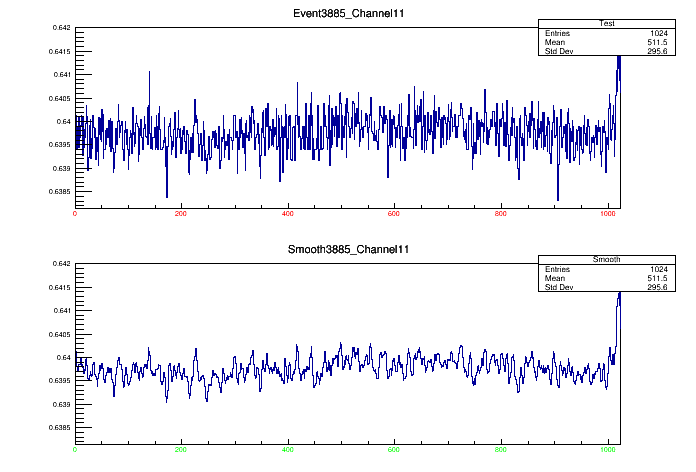 Event3885_Channel11
Test
Entries 1024
Mean 511.5
Std Dev 295.6
0.642
0.6415
0.641
0.6405
0.64
0.6395
0.639
0.6385
0 200 400 600 800 1000
Smooth3885_Channel11
Smooth
Entries 1024
Mean 511.5
Std Dev 295.6
0.642
0.6415
0.641
0.6405
0.64
0.6395
0.639
0.6385
0 200 400 600 800 1000